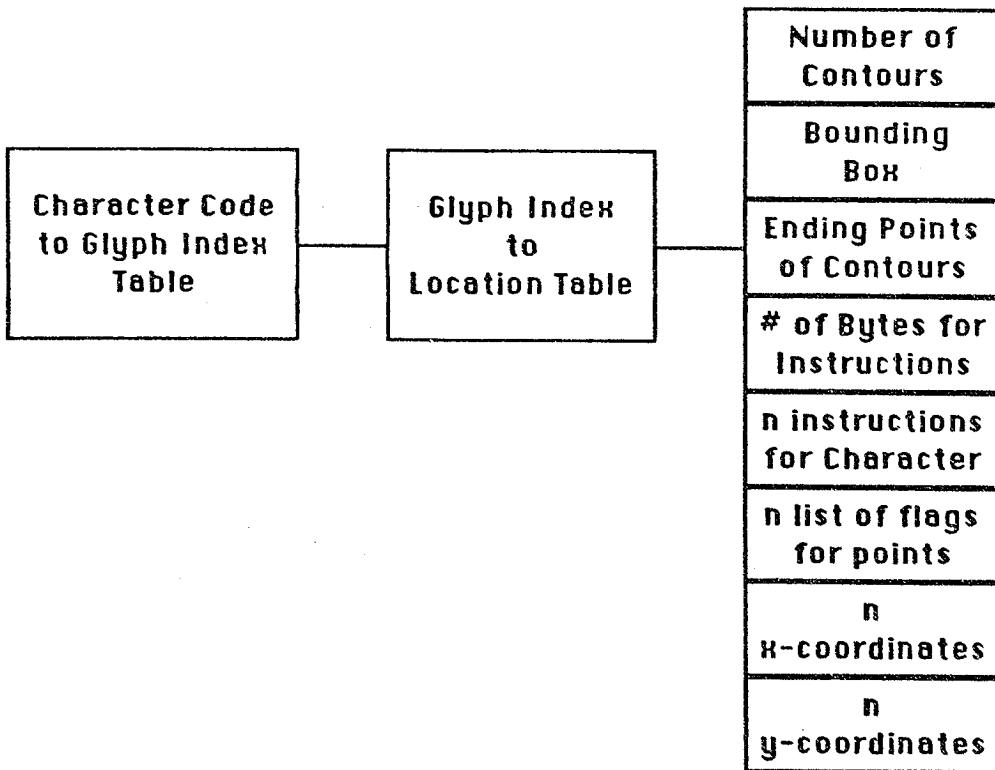 Character Code
to Glyph Index
Table
Glyph Index
to
Location Table
Number of
Contours
Bounding
Box
Ending Points
of Contours
# of Bytes for
Instructions
n instructions
for Character
n list of flags
for points
n
x-coordinates
n
y-coordinates